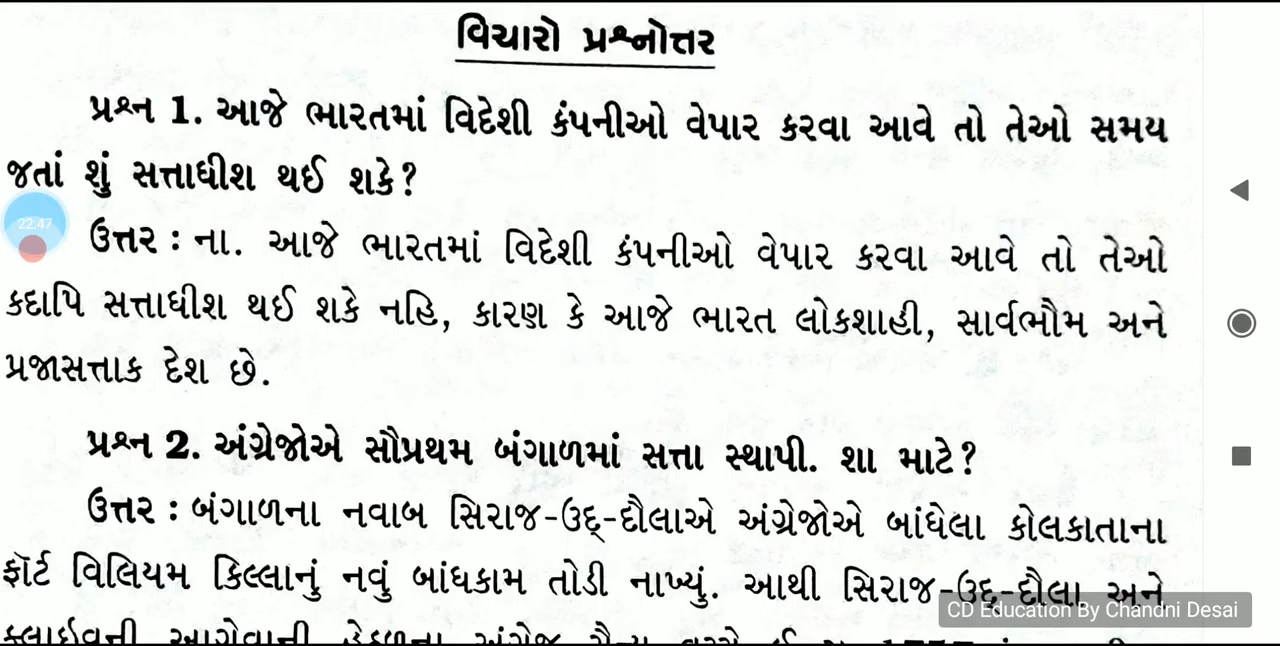 વિચારો પ્રશ્નોત્તર
પ્રશ્ન 1. આજે ભારતમાં વિદેશી કંપનીઓ વેપાર કરવા આવે તો તેઓ સમય
જતાં શું સત્તાધીશ થઈ શકે?
22:47
ઉત્તર : ના. આજે ભારતમાં વિદેશી કંપનીઓ વેપાર કરવા આવે તો તેઓ
કદાપિ સત્તાધીશ થઈ શકે નહિ, કારણ કે આજે ભારત લોકશાહી, સાર્વભૌમ અને
પ્રજાસત્તાક દેશ છે.
પ્રશ્ન 2. અંગ્રેજોએ સૌપ્રથમ બંગાળમાં સત્તા સ્થાપી. શા માટે?
ઉત્તર : બંગાળના નવાબ સિરાજ-ઉદ્-દૌલાએ અંગ્રેજોએ બાંધેલા કોલકાતાના
ફૉર્ટ વિલિયમ કિલ્લાનું નવું બાંધકામ તોડી નાખ્યું. આથી સિરાજ-ઉદ્-દૌલા અને
CD Education By Chandni Desai